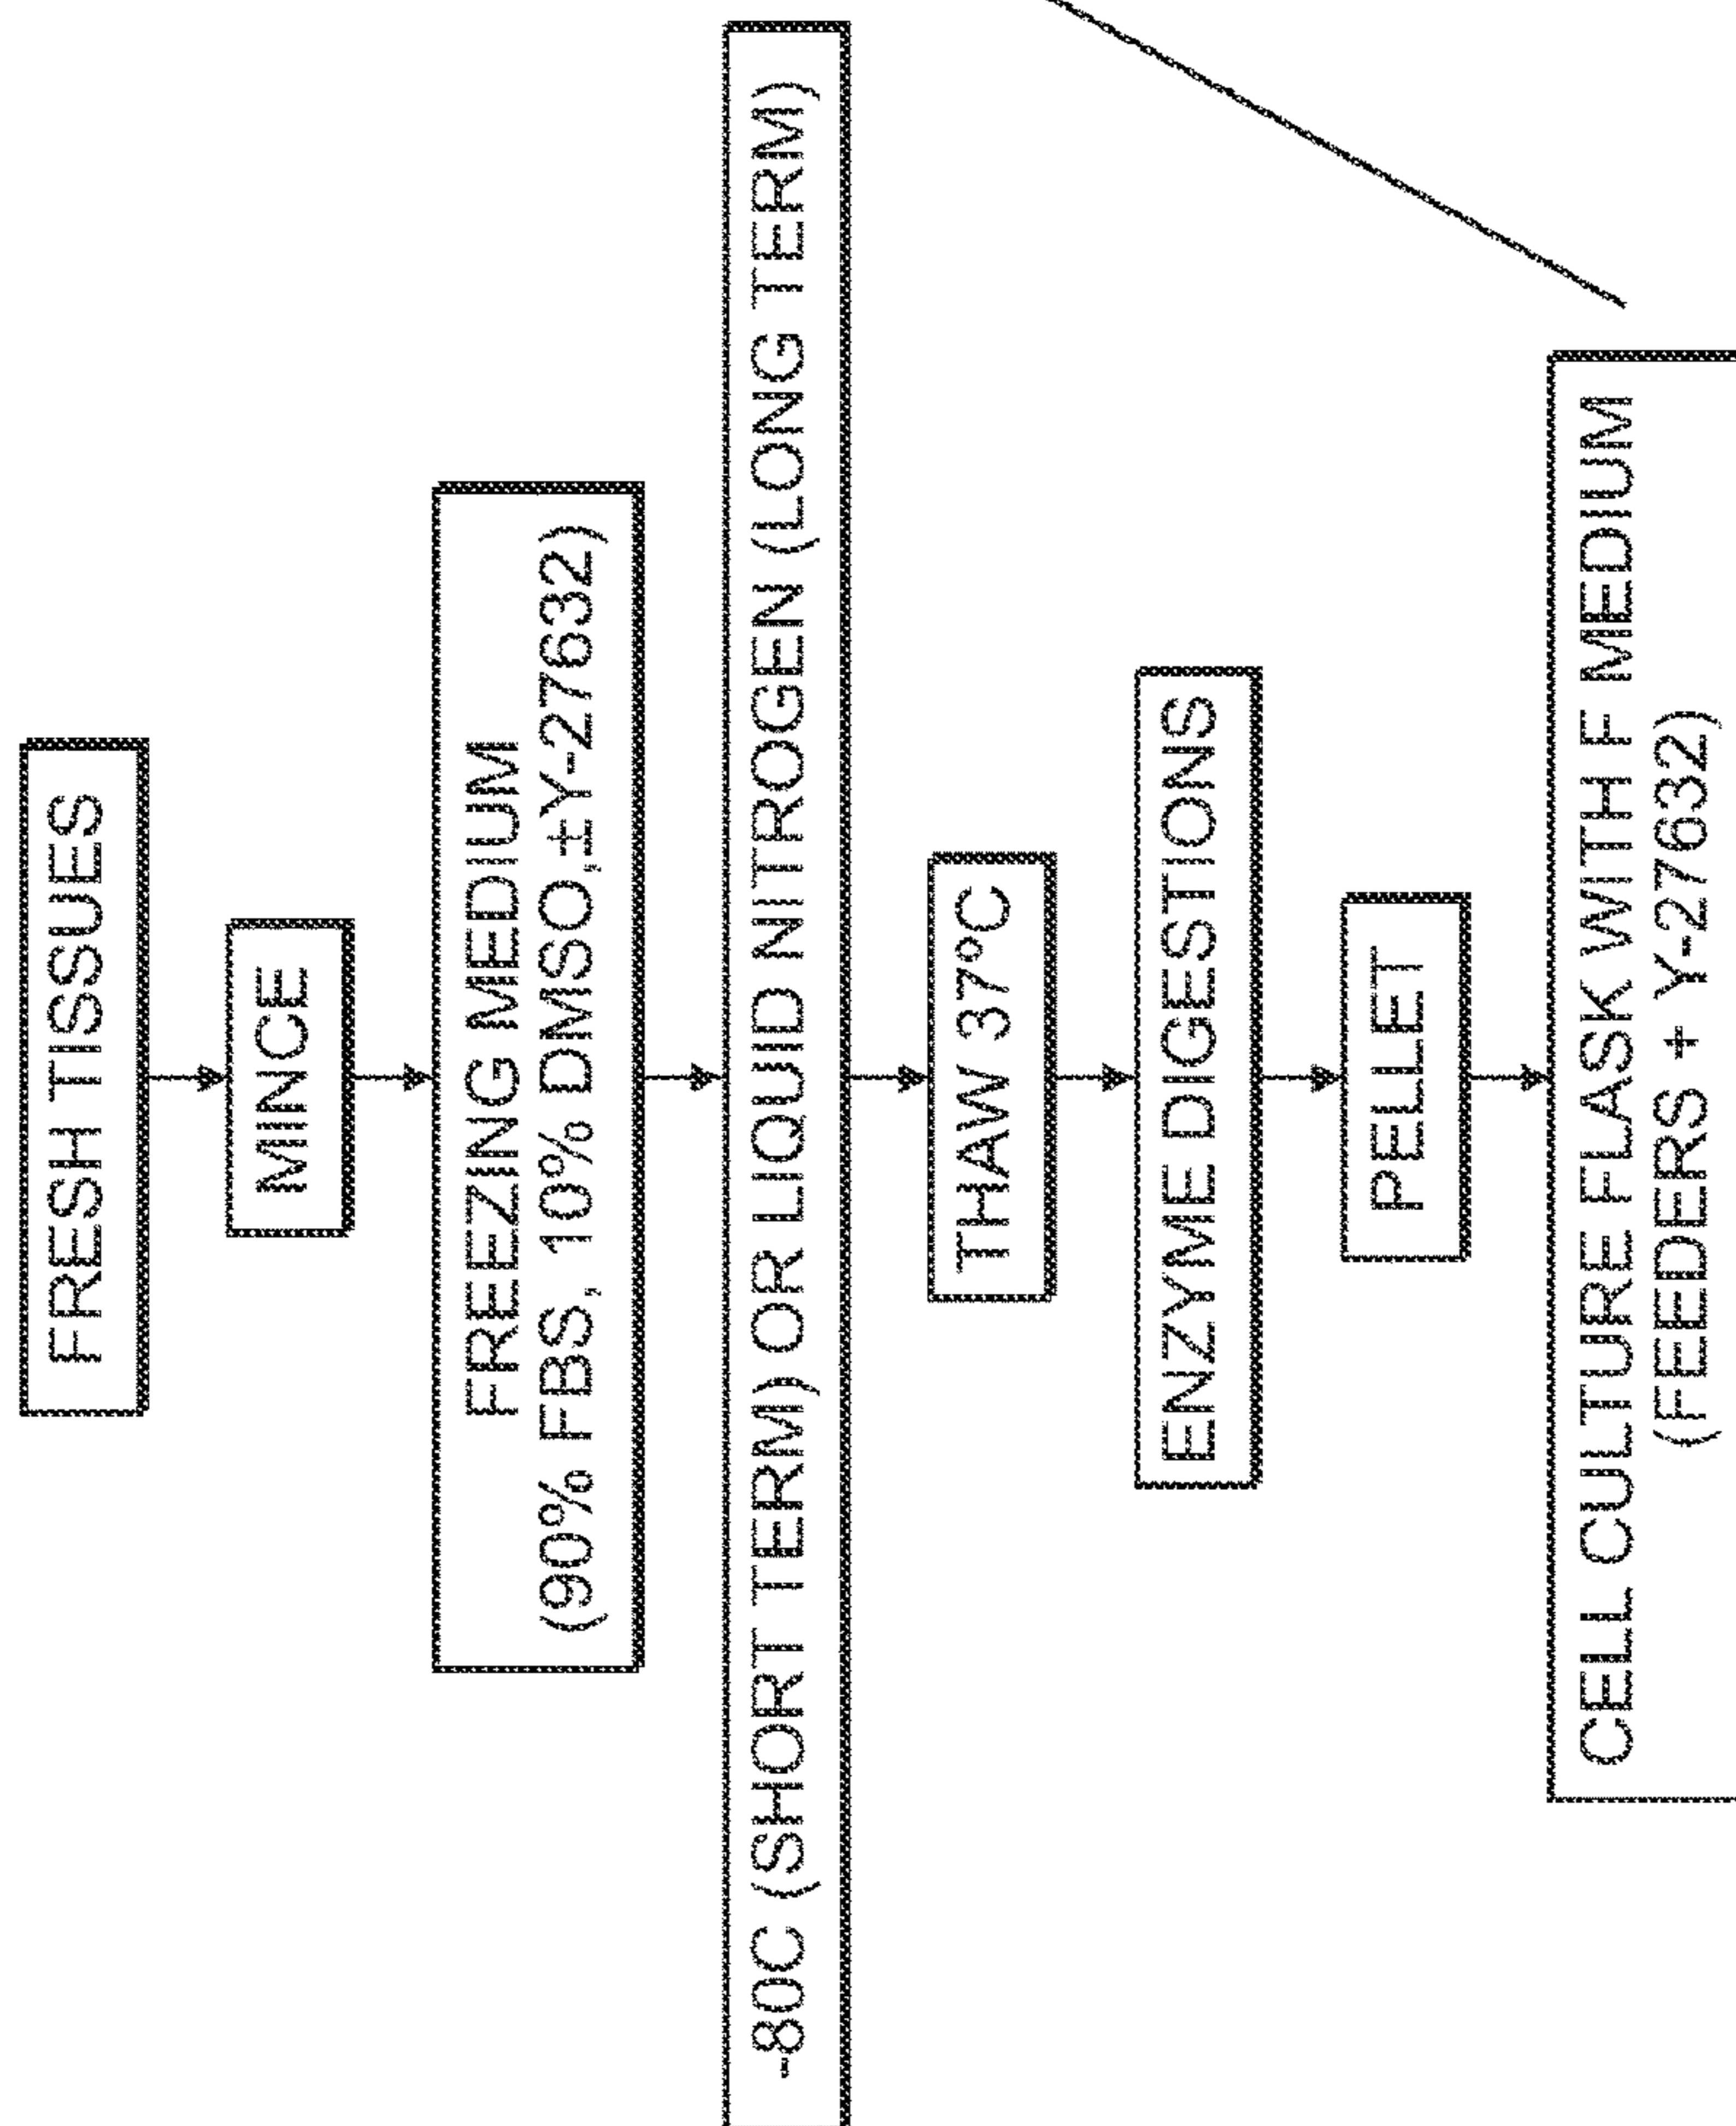 FRESH TISSUES
MINCE
FREEZING MEDIUM
(90% FBS, 10% DMSO,±Y-27632)
-80C (SHORT TERM) OR LIQUID NITROGEN (LONG TERM)
THAW 37ºC
ENZYME DIGESTIONS
PELLET
CELL CULTURE FLASK WITH F MEDIUM
(FEEDERS + Y-27632)